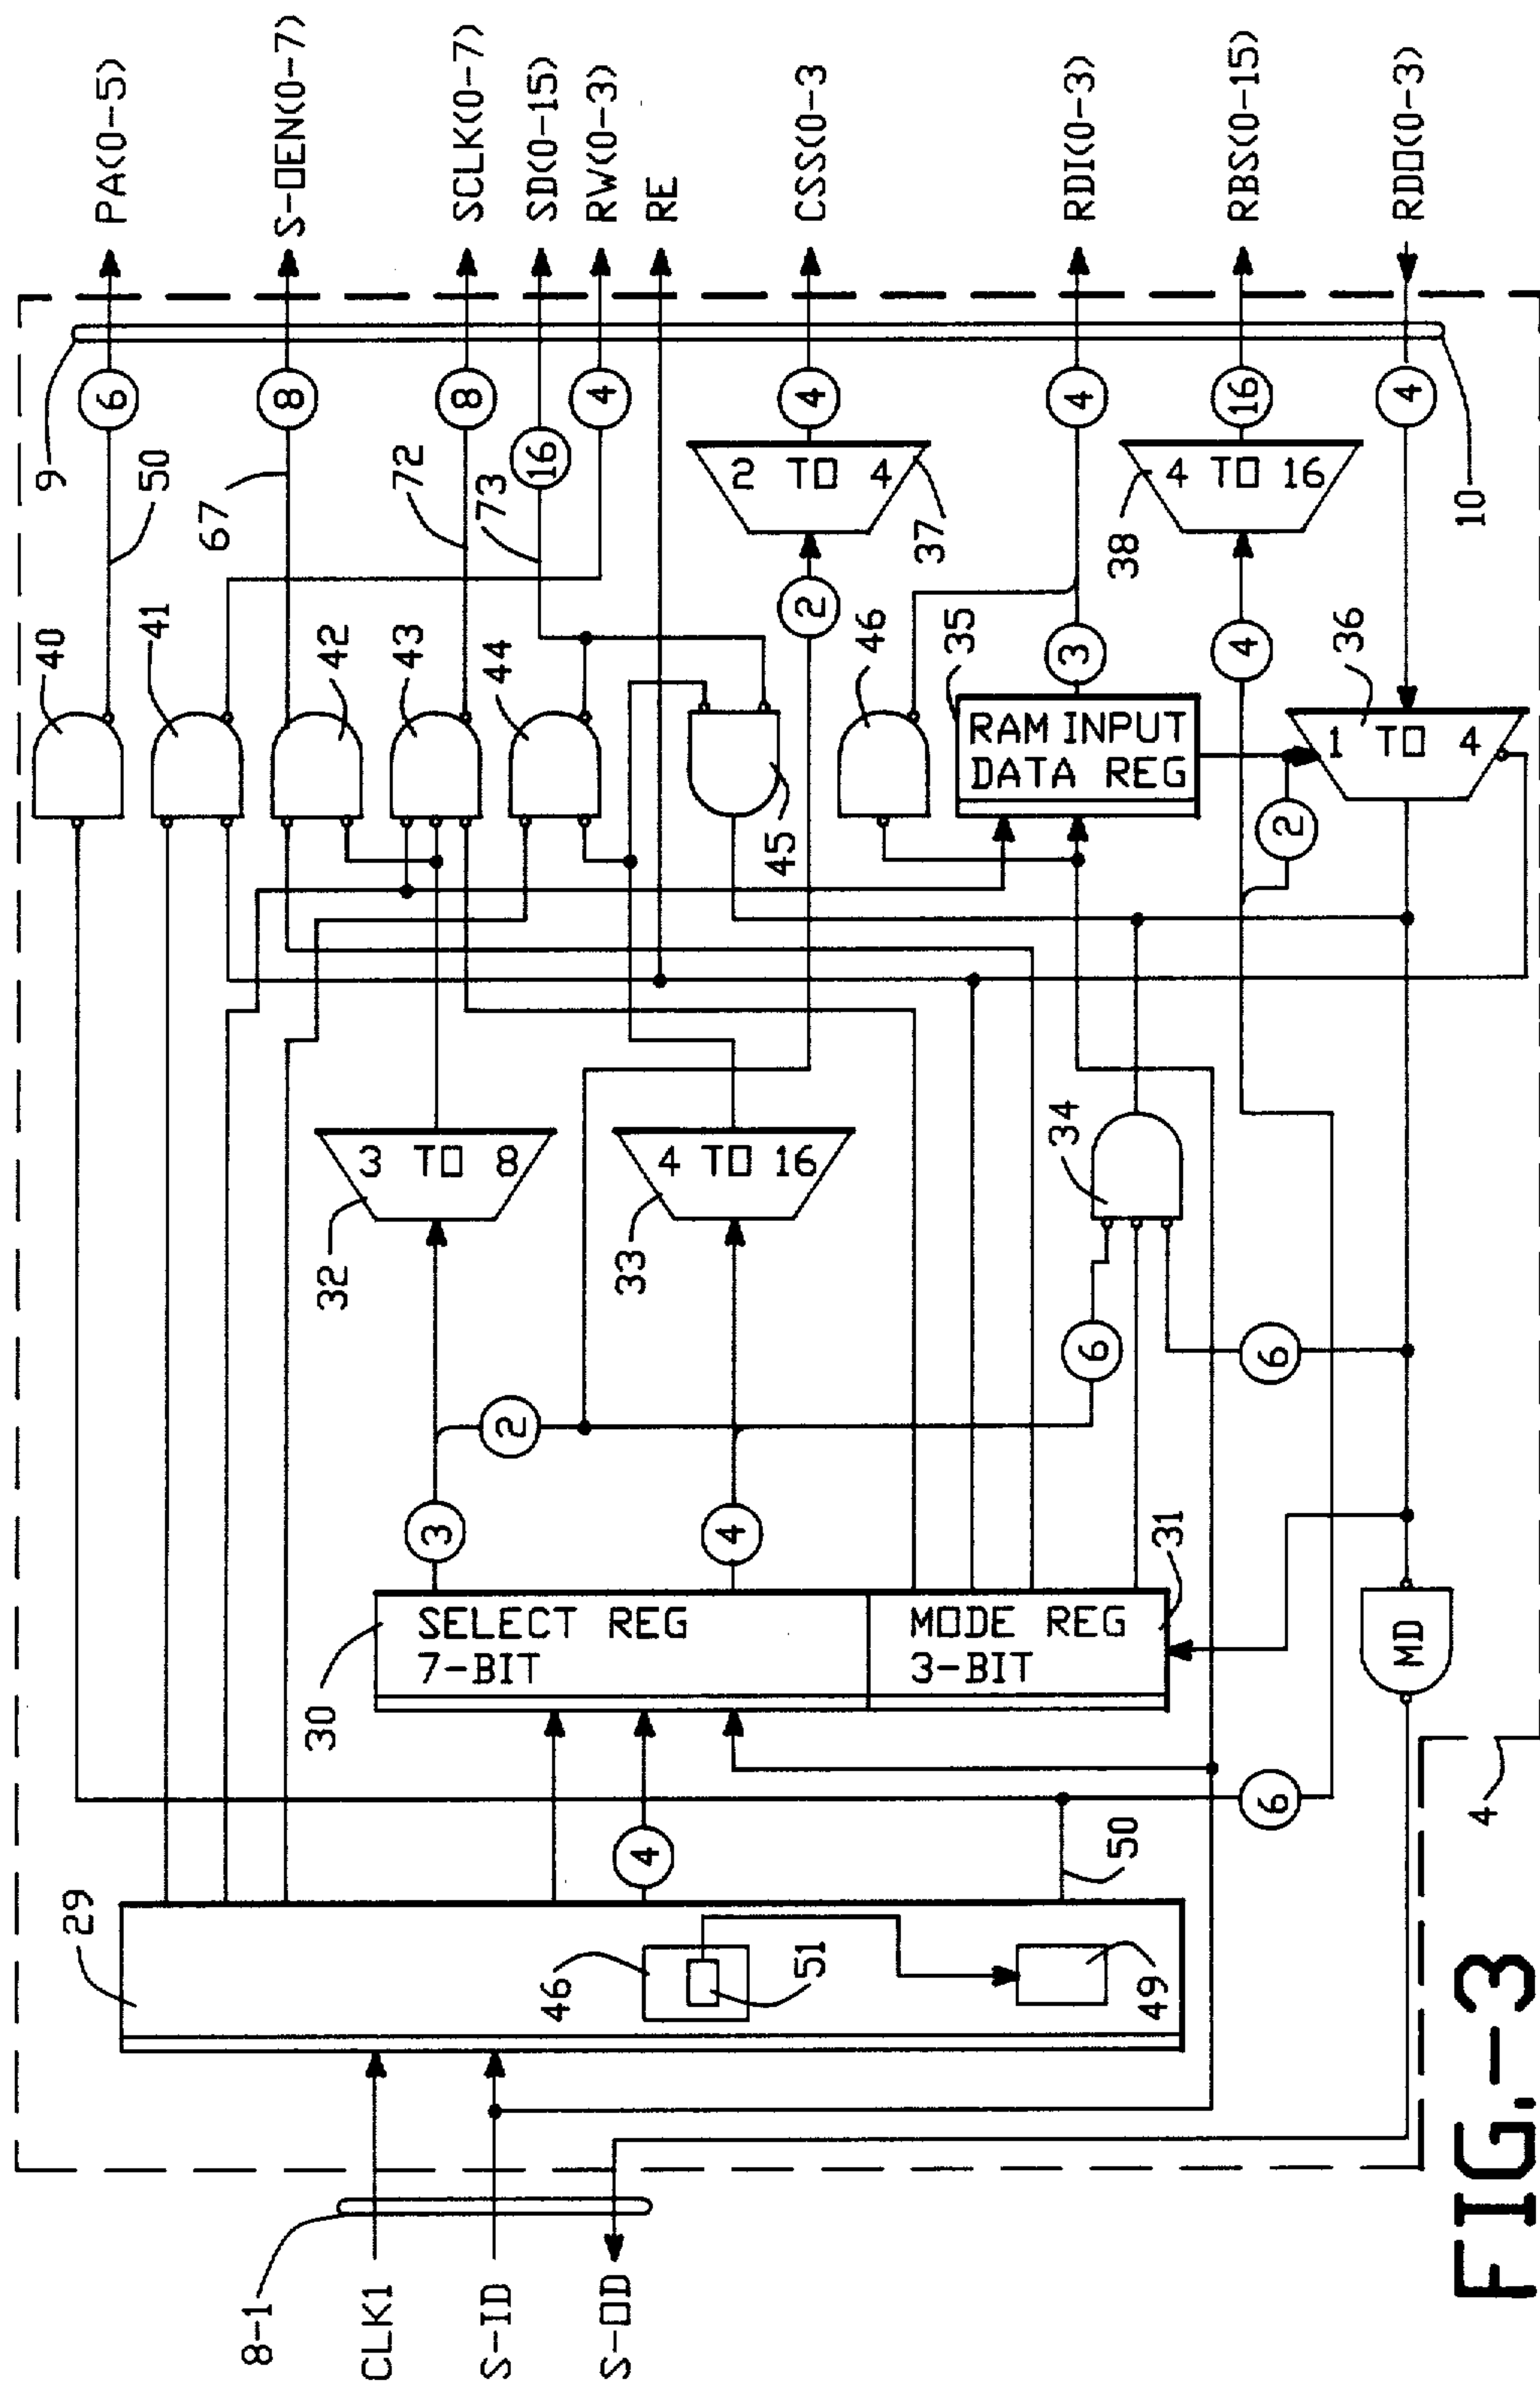 8-1
CLK1
S-ID
S-OD
29
46
51
49
50
4
6
30
SELECT REG
7-BIT
MODE REG
3-BIT
31
MD
4
3
4
2
6
6
32
3 TO 8
33
4 TO 16
34
40
41
42
43
44
45
46
35
RAM INPUT
DATA REG
36
1 TO 4
2
4
3
2
37
2 TO 4
38
4 TO 16
50
67
72
73
16
9
10
6
8
8
4
4
4
16
4
PA(0-5)
S-OEN(0-7)
SCLK(0-7)
SD(0-15)
RW(0-3)
RE
CSS(0-3
RDI(0-3)
RBS(0-15)
RDO(0-3)
FIG.-3